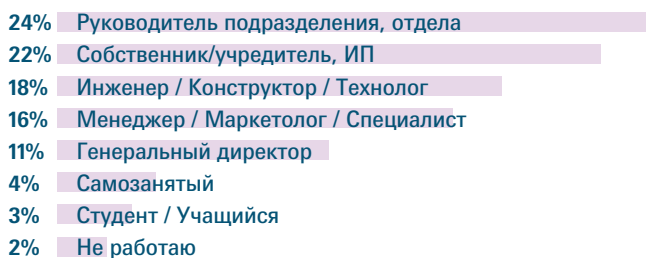 24% Руководитель подразделения, отдела
22% Собственник/учредитель, ИП
18% Инженер / Конструктор / Технолог
16% Менеджер / Маркетолог / Специалист
11% Генеральный директор
4% Самозанятый
3% Студент / Учащийся
2% Не работаю